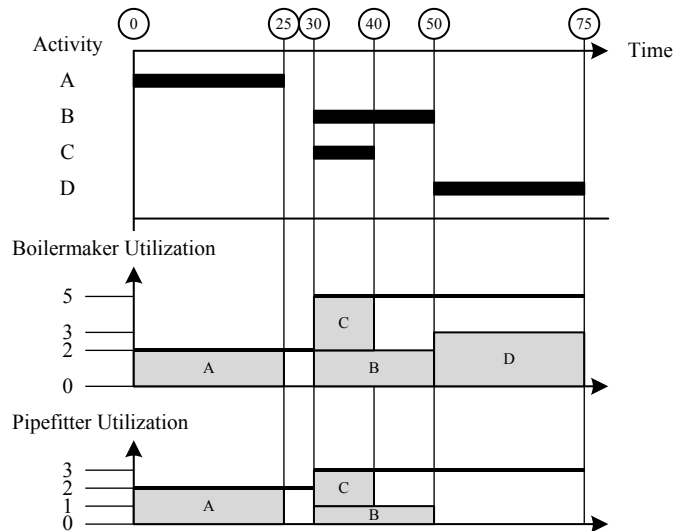 0 25 30 40 50 75
Activity
Time
A
B
C
D
Boilermaker Utilization
5
C
3
2
A
B
D
0
Pipefitter Utilization
3
2
A
C
1
B
0